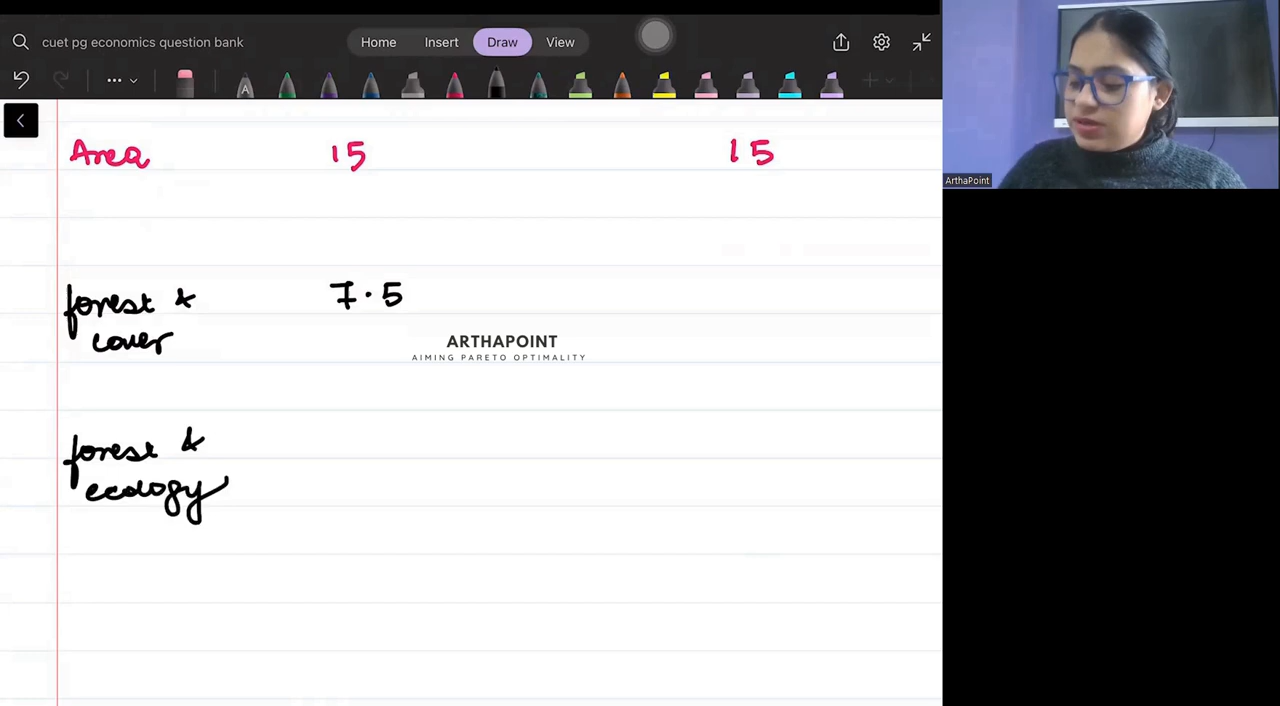 cuet pg economics question bank
Home Insert Draw View
A
ArthaPoint
Area 15 15
forest & 7.5
cover
ARTHAPOINT
AIMING PARETO OPTIMALITY
forest &
ecology